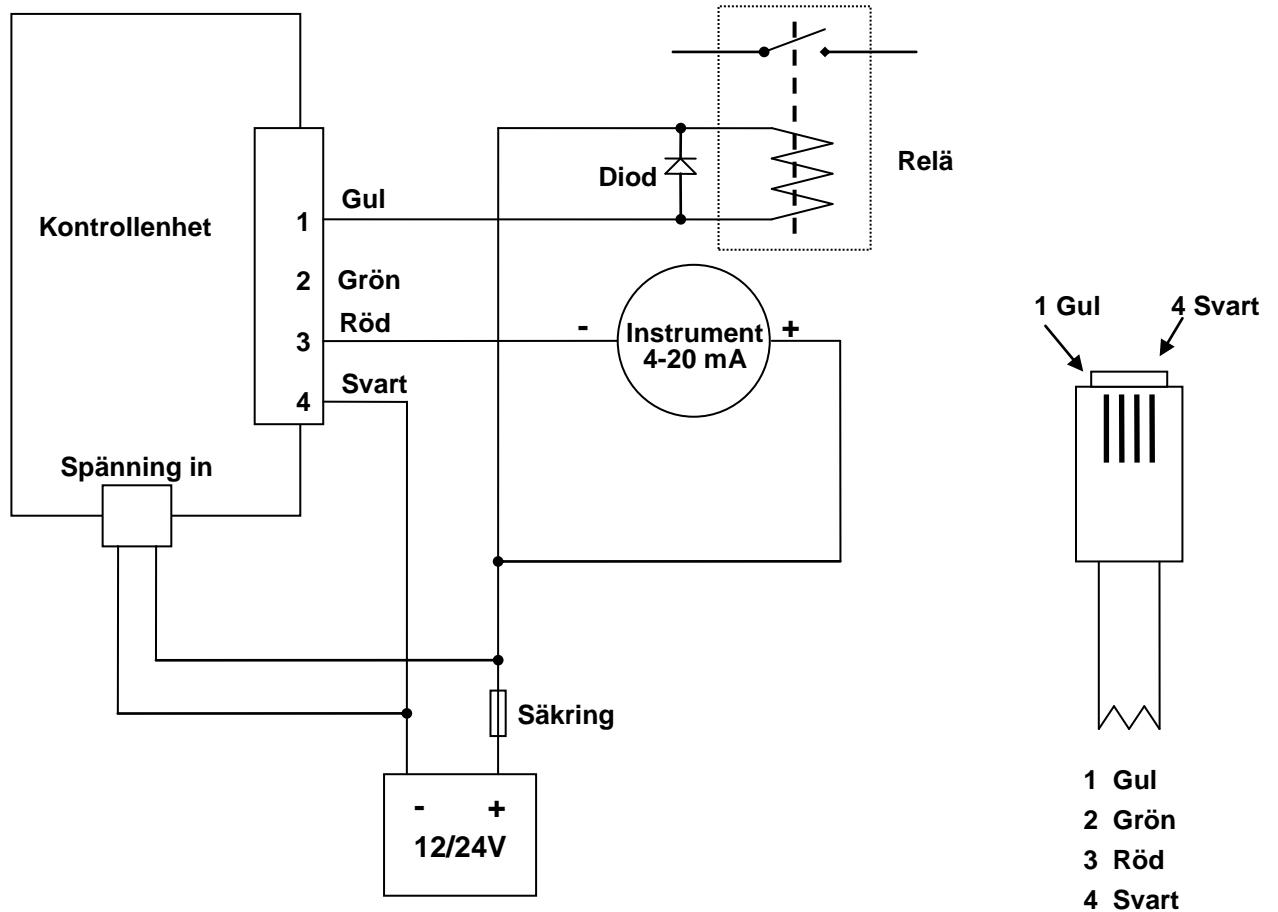 Relä
Diod
Gul
Kontrollenhet
1
2 Grön
Röd
3
- Instrument +
4-20 mA
Svart
4
1 Gul
4 Svart
Spänning in
Säkring
- +
12/24V
1 Gul
2 Grön
3 Röd
4 Svart